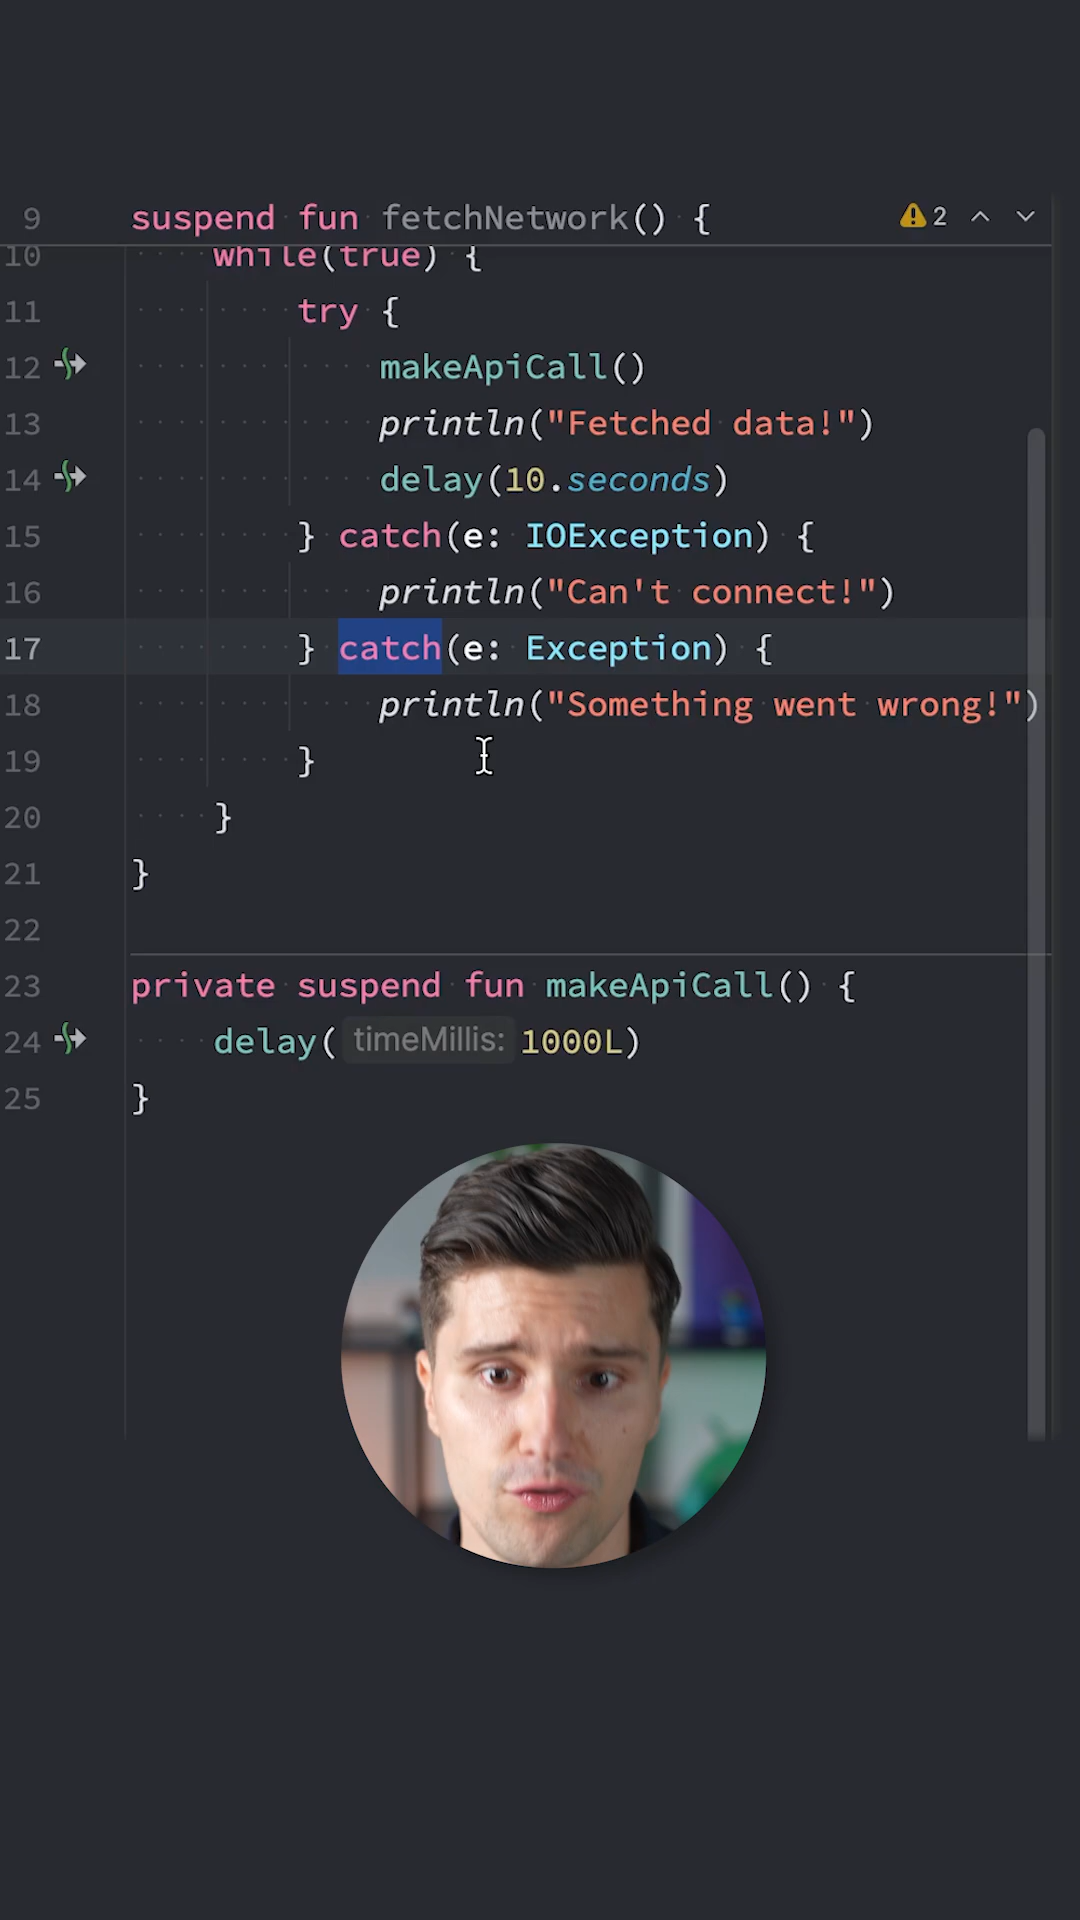 9 suspend fun fetchNetwork() { 2
10 while(true) {
11 try {
12 makeApiCall()
13 println("Fetched data!")
14 delay(10.seconds)
15 } catch(e: IOException) {
16 println("Can't connect!")
17 } catch(e: Exception) {
18 println("Something went wrong!")
19 }
20 }
21 }
22
23 private suspend fun makeApiCall() {
24 delay( timeMillis: 1000L)
25 }